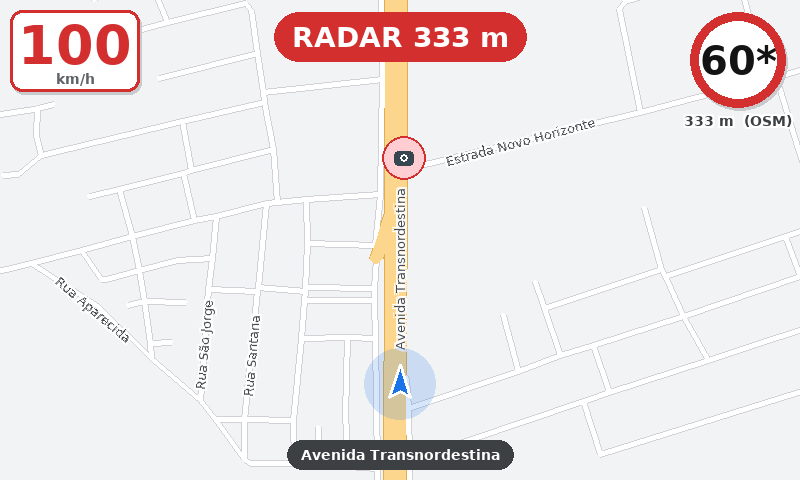 100
km/h
RADAR 333 m
60*
333 m (OSM)
Estrada Novo Horizonte
Avenida Transnordestina
Rua Aparecida
Rua São Jorge
Rua Santana
Avenida Transnordestina